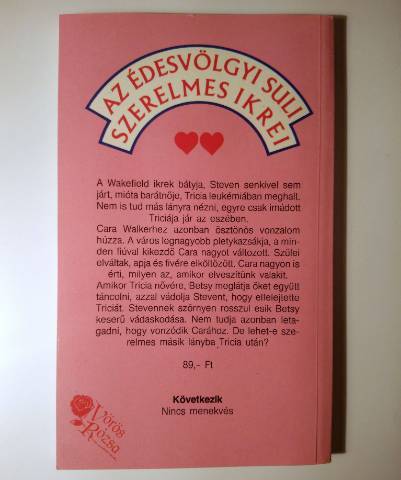 AZ ÉDESVÖLGYI SULI
SZERELMES IKREI
A Wakefield ikrek bátyja, Steven senkivel sem
járt, mióta barátnője, Tricia leukémiában meghalt.
Nem is tud más lányra nézni, egyre csak imádott
Triciája jár az eszében.
Cara Walkerhez azonban ösztönös vonzalom
húzza. A város legnagyobb pletykazsákja, a min-
den fiúval kikezdő Cara nagyot változott. Szülei
elváltak, apja és fivére elköltözött. Cara nagyon is
érti, milyen az, amikor elveszítünk valakit.
Amikor Tricia nővére, Betsy meglátja őket együtt
táncolni, azzal vádolja Stevent, hogy elfelejtette
Triciát. Stevennek szörnyen rosszul esik Betsy
keserű vádaskodása. Nem tudja azonban leta-
gadni, hogy vonzódik Carához. De lehet-e sze-
relmes másik lányba Tricia után?
89,- Ft
Következik
Nincs menekvés
Vörös
Rózsa